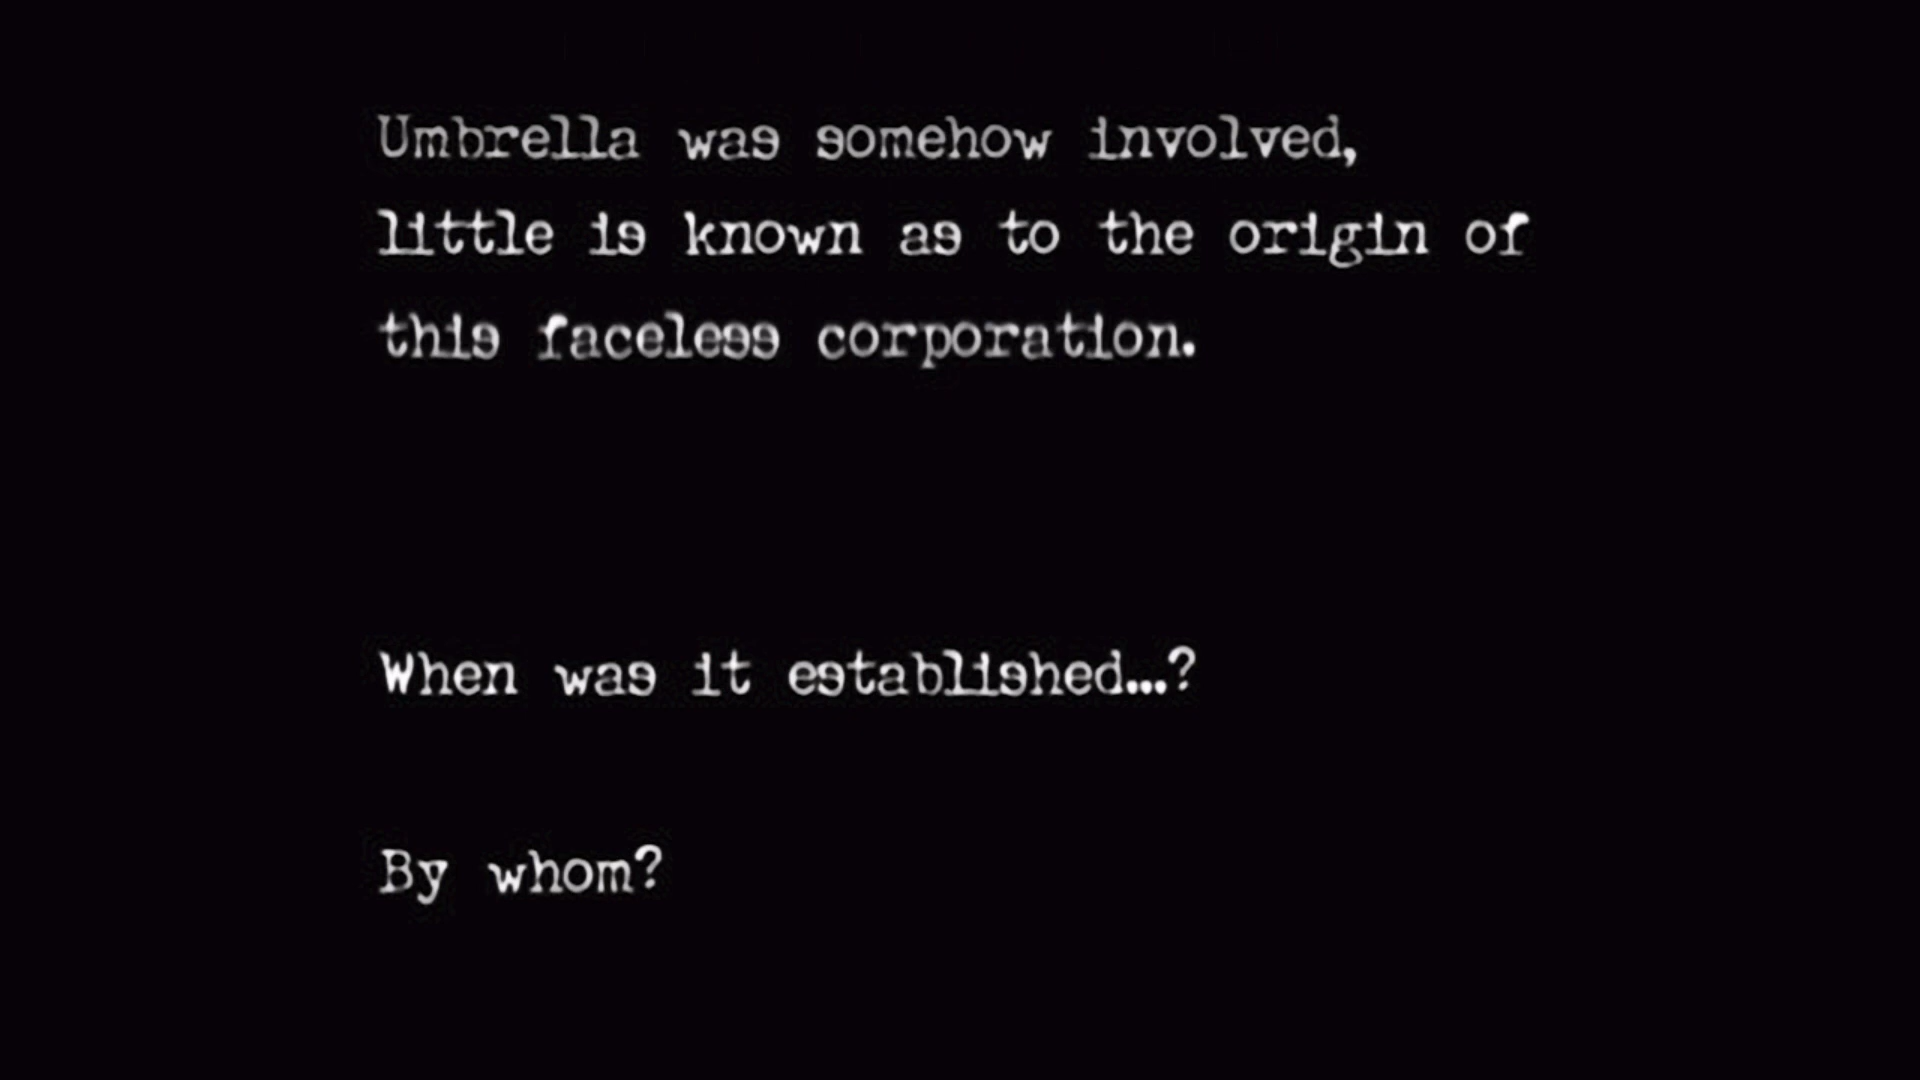 Umbrella was somehow involved,
little is known as to the origin of
this faceless corporation.
When was it established...?
By whom?